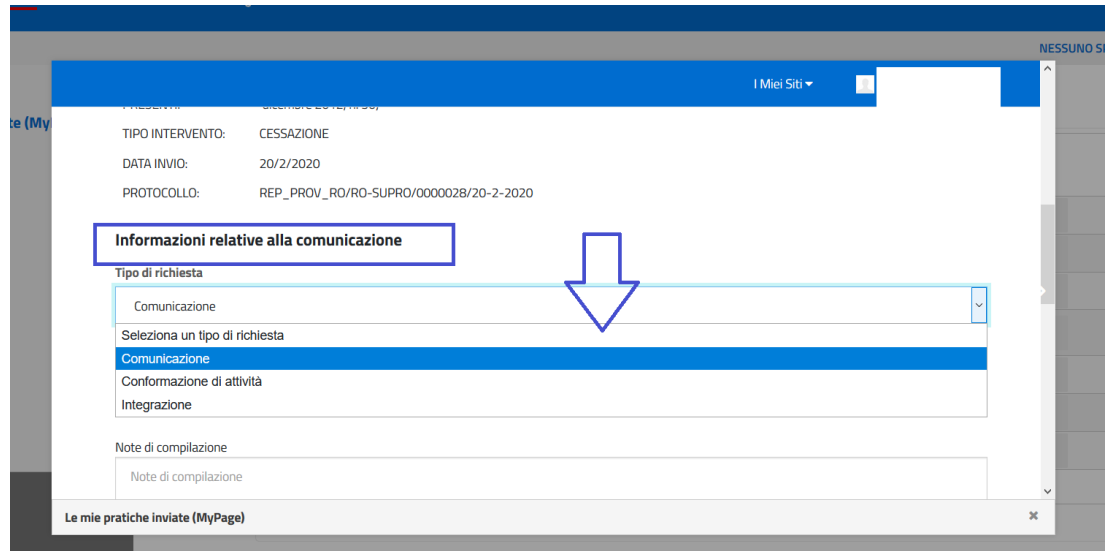 NESSUNO
I Miei Siti
te (My
TIPO INTERVENTO: CESSAZIONE
DATA INVIO: 20/2/2020
PROTOCOLLO: REP_PROV_RO/RO-SUPRO/0000028/20-2-2020
Informazioni relative alla comunicazione
Tipo di richiesta
Comunicazione
Seleziona un tipo di richiesta
Comunicazione
Conformazione di attività
Integrazione
Note di compilazione
Note di compilazione
Le mie pratiche inviate (MyPage)